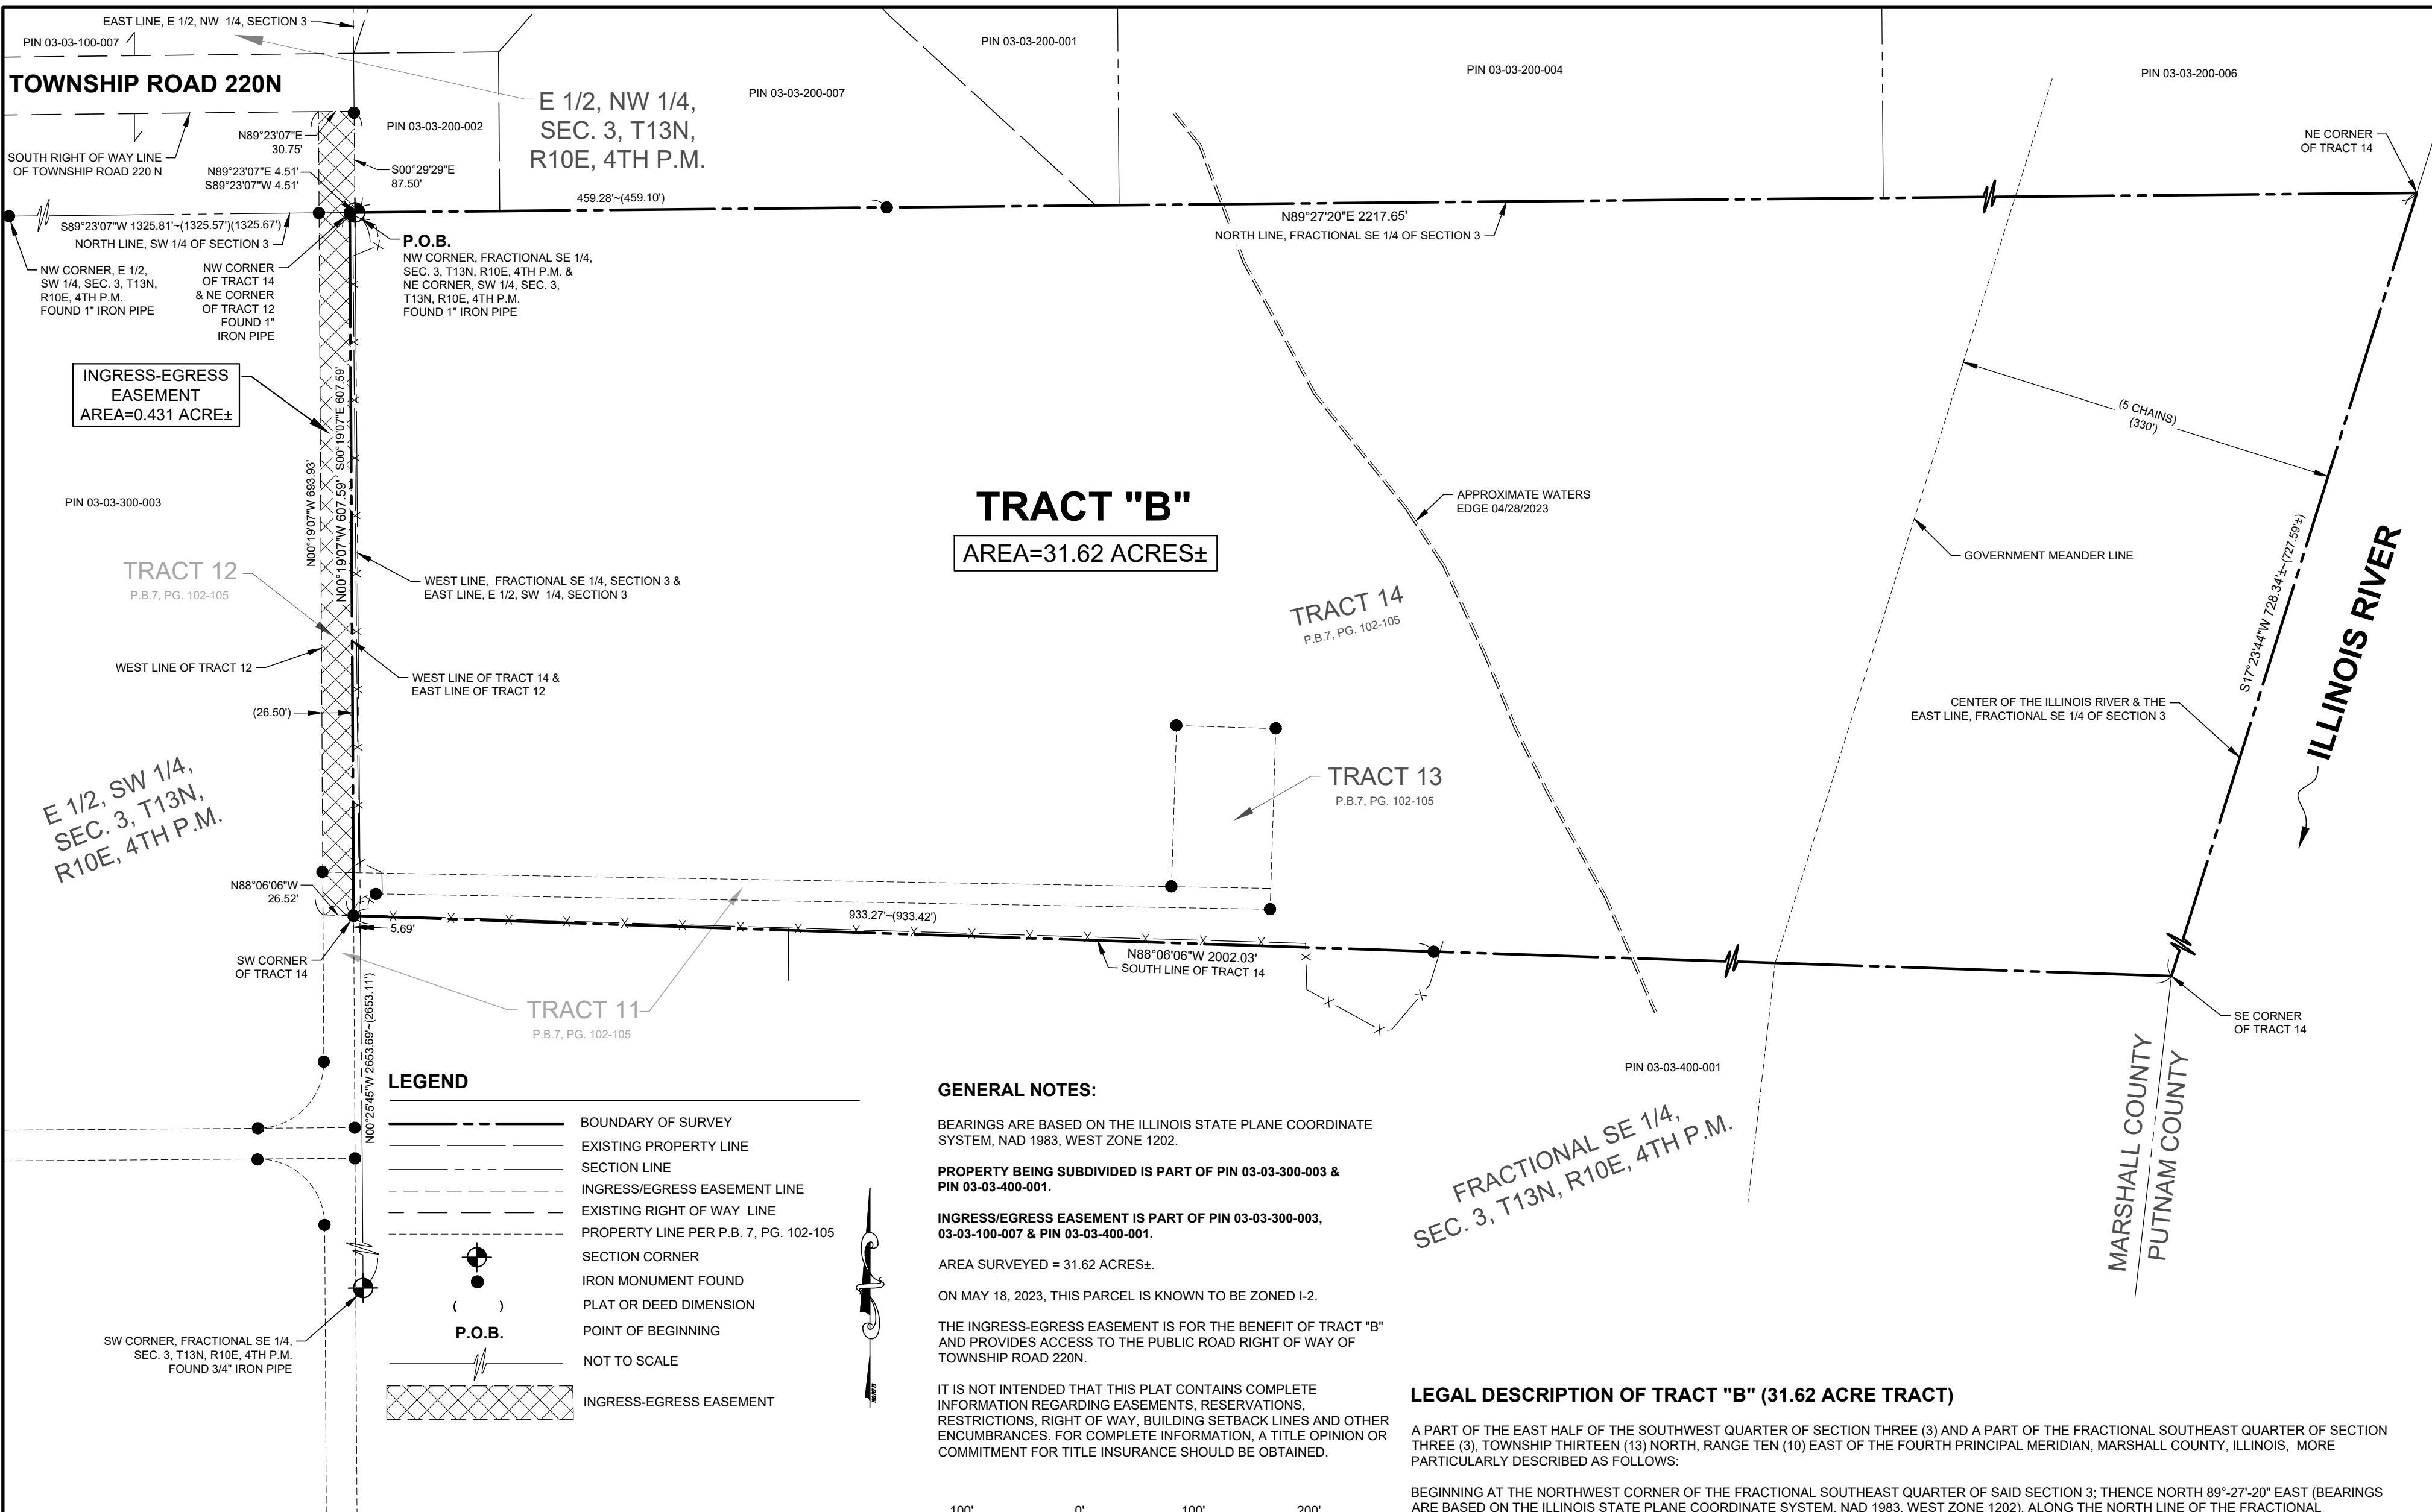 EAST LINE, E 1/2, NW 1/4, SECTION 3
PIN 03-03-100-007
PIN 03-03-200-001
PIN 03-03-200-004
PIN 03-03-200-006
TOWNSHIP ROAD 220N
E 1/2, NW 1/4,
SEC. 3, T13N,
R10E, 4TH P.M.
PIN 03-03-200-007
PIN 03-03-200-002
NE CORNER
OF TRACT 14
N89°23'07"E
30.75'
SOUTH RIGHT OF WAY LINE
OF TOWNSHIP ROAD 220 N
N89°23'07"E 4.51'
S89°23'07"W 4.51'
S00°29'29"E
87.50'
459.28'~(459.10')
N89°27'20"E 2217.65'
NORTH LINE, FRACTIONAL SE 1/4 OF SECTION 3
S89°23'07"W 1325.81'~(1325.57')(1325.67')
NORTH LINE, SW 1/4 OF SECTION 3
P.O.B.
NW CORNER, FRACTIONAL SE 1/4,
SEC. 3, T13N, R10E, 4TH P.M. &
NE CORNER, SW 1/4, SEC. 3,
T13N, R10E, 4TH P.M.
FOUND 1" IRON PIPE
NW CORNER, E 1/2,
SW 1/4, SEC. 3, T13N,
R10E, 4TH P.M.
FOUND 1" IRON PIPE
NW CORNER
OF TRACT 14
& NE CORNER
OF TRACT 12
FOUND 1"
IRON PIPE
INGRESS-EGRESS
EASEMENT
AREA=0.431 ACRE±
(5 CHAINS)
(330')
S00°19'07"E 607.59'
N00°19'07"W 693.93'
N00°19'07"W 607.59'
PIN 03-03-300-003
TRACT "B"
AREA=31.62 ACRES±
APPROXIMATE WATERS
EDGE 04/28/2023
GOVERNMENT MEANDER LINE
S17°23'44"W 728.34'±~(727.59'±)
ILLINOIS RIVER
TRACT 12
P.B.7, PG. 102-105
WEST LINE, FRACTIONAL SE 1/4, SECTION 3 &
EAST LINE, E 1/2, SW 1/4, SECTION 3
TRACT 14
P.B.7, PG. 102-105
WEST LINE OF TRACT 12
WEST LINE OF TRACT 14 &
EAST LINE OF TRACT 12
(26.50')
CENTER OF THE ILLINOIS RIVER & THE
EAST LINE, FRACTIONAL SE 1/4 OF SECTION 3
TRACT 13
P.B.7, PG. 102-105
E 1/2, SW 1/4,
SEC. 3, T13N,
R10E, 4TH P.M.
N88°06'06"W
26.52'
5.69'
933.27'~(933.42')
N88°06'06"W 2002.03'
SOUTH LINE OF TRACT 14
SW CORNER
OF TRACT 14
TRACT 11
P.B.7, PG. 102-105
SE CORNER
OF TRACT 14
N00°25'45"W 2653.69'~(2653.11')
PIN 03-03-400-001
FRACTIONAL SE 1/4,
SEC. 3, T13N, R10E, 4TH P.M.
MARSHALL COUNTY
PUTNAM COUNTY
SW CORNER, FRACTIONAL SE 1/4,
SEC. 3, T13N, R10E, 4TH P.M.
FOUND 3/4" IRON PIPE
LEGEND
BOUNDARY OF SURVEY
EXISTING PROPERTY LINE
SECTION LINE
INGRESS/EGRESS EASEMENT LINE
EXISTING RIGHT OF WAY LINE
PROPERTY LINE PER P.B. 7, PG. 102-105
SECTION CORNER
IRON MONUMENT FOUND
( ) PLAT OR DEED DIMENSION
P.O.B. POINT OF BEGINNING
NOT TO SCALE
INGRESS-EGRESS EASEMENT
GENERAL NOTES:
BEARINGS ARE BASED ON THE ILLINOIS STATE PLANE COORDINATE
SYSTEM, NAD 1983, WEST ZONE 1202.
PROPERTY BEING SUBDIVIDED IS PART OF PIN 03-03-300-003 &
PIN 03-03-400-001.
INGRESS/EGRESS EASEMENT IS PART OF PIN 03-03-300-003,
03-03-100-007 & PIN 03-03-400-001.
AREA SURVEYED = 31.62 ACRES±.
ON MAY 18, 2023, THIS PARCEL IS KNOWN TO BE ZONED I-2.
THE INGRESS-EGRESS EASEMENT IS FOR THE BENEFIT OF TRACT "B"
AND PROVIDES ACCESS TO THE PUBLIC ROAD RIGHT OF WAY OF
TOWNSHIP ROAD 220N.
IT IS NOT INTENDED THAT THIS PLAT CONTAINS COMPLETE
INFORMATION REGARDING EASEMENTS, RESERVATIONS,
RESTRICTIONS, RIGHT OF WAY, BUILDING SETBACK LINES AND OTHER
ENCUMBRANCES. FOR COMPLETE INFORMATION, A TITLE OPINION OR
COMMITMENT FOR TITLE INSURANCE SHOULD BE OBTAINED.
100' 0' 100' 200'
LEGAL DESCRIPTION OF TRACT "B" (31.62 ACRE TRACT)
A PART OF THE EAST HALF OF THE SOUTHWEST QUARTER OF SECTION THREE (3) AND A PART OF THE FRACTIONAL SOUTHEAST QUARTER OF SECTION
THREE (3), TOWNSHIP THIRTEEN (13) NORTH, RANGE TEN (10) EAST OF THE FOURTH PRINCIPAL MERIDIAN, MARSHALL COUNTY, ILLINOIS, MORE
PARTICULARLY DESCRIBED AS FOLLOWS:
BEGINNING AT THE NORTHWEST CORNER OF THE FRACTIONAL SOUTHEAST QUARTER OF SAID SECTION 3; THENCE NORTH 89°-27'-20" EAST (BEARINGS
ARE BASED ON THE ILLINOIS STATE PLANE COORDINATE SYSTEM, NAD 1983, WEST ZONE 1202), ALONG THE NORTH LINE OF THE FRACTIONAL